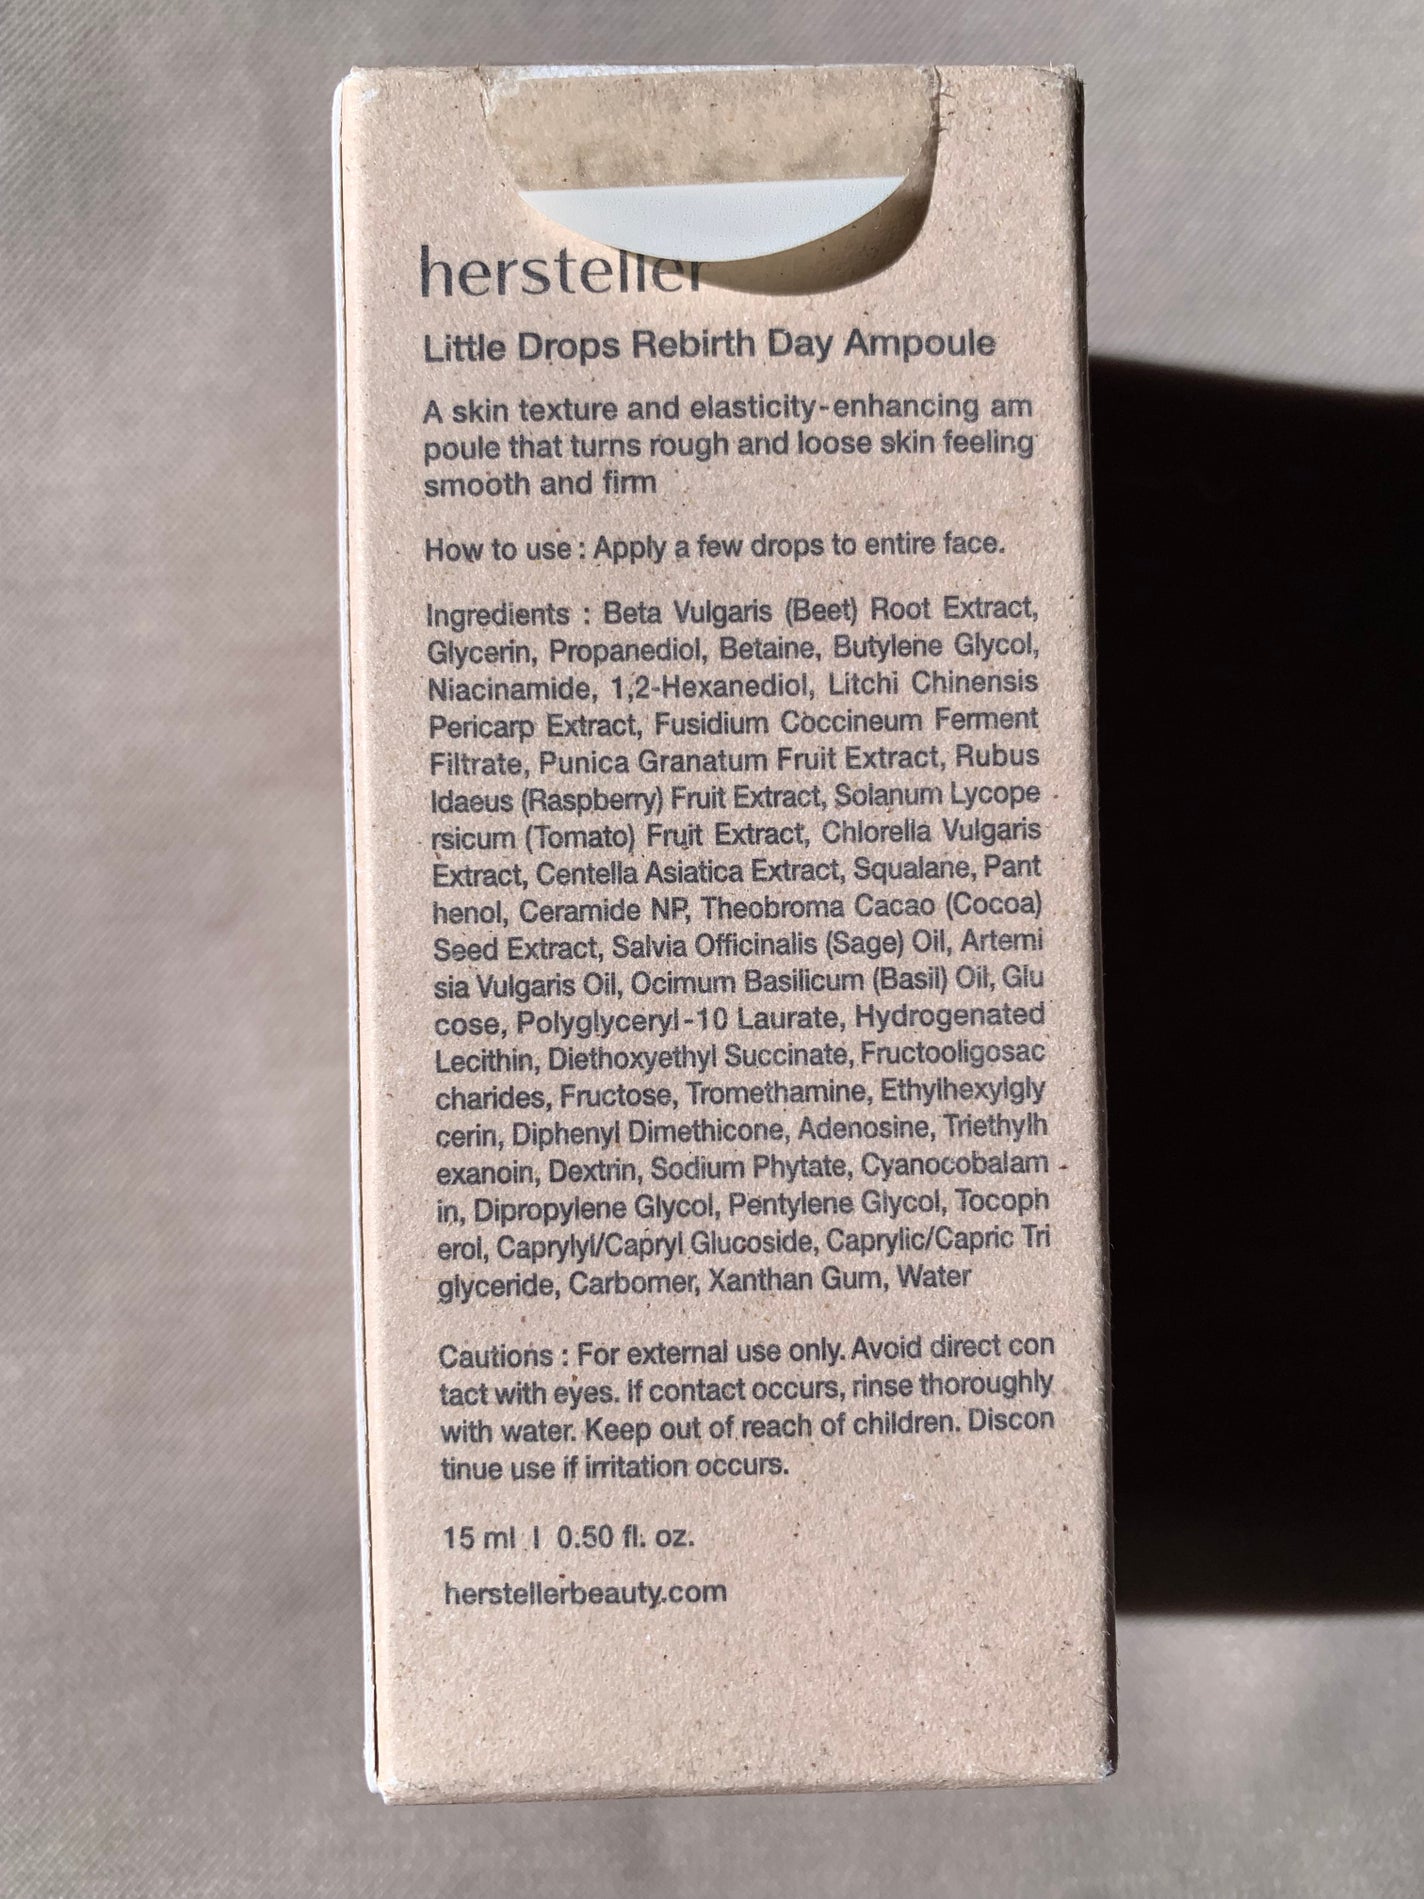 hersteller
Little Drops Rebirth Day Ampoule
A skin texture and elasticity-enhancing am
poule that turns rough and loose skin feeling
smooth and firm
How to use : Apply a few drops to entire face.
Ingredients : Beta Vulgaris (Beet) Root Extract,
Glycerin, Propanediol, Betaine, Butylene Glycol,
Niacinamide, 1,2-Hexanediol, Litchi Chinensis
Pericarp Extract, Fusidium Coccineum Ferment
Filtrate, Punica Granatum Fruit Extract, Rubus
Idaeus (Raspberry) Fruit Extract, Solanum Lycope
rsicum (Tomato) Fruit Extract, Chlorella Vulgaris
Extract, Centella Asiatica Extract, Squalane, Pant
henol, Ceramide NP, Theobroma Cacao (Cocoa)
Seed Extract, Salvia Officinalis (Sage) Oil, Artemi
sia Vulgaris Oil, Ocimum Basilicum (Basil) Oil, Glu
cose, Polyglyceryl-10 Laurate, Hydrogenated
Lecithin, Diethoxyethyl Succinate, Fructooligosac
charides, Fructose, Tromethamine, Ethylhexylgly
cerin, Diphenyl Dimethicone, Adenosine, Triethylh
exanoin, Dextrin, Sodium Phytate, Cyanocobalam
in, Dipropylene Glycol, Pentylene Glycol, Tocoph
erol, Caprylyl/Capryl Glucoside, Caprylic/Capric Tri
glyceride, Carbomer, Xanthan Gum, Water
Cautions : For external use only. Avoid direct con
tact with eyes. If contact occurs, rinse thoroughly
with water. Keep out of reach of children. Discon
tinue use if irritation occurs.
15 ml | 0.50 fl. oz.
herstellerbeauty.com